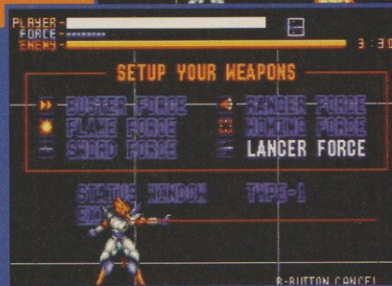 PLAYER-
FORCE-
ENEMY-
3:30
SETUP YOUR WEAPONS
BUSTER FORCE
RANGER FORCE
FLAME FORCE
HOMING FORCE
SWORD FORCE
LANCER FORCE
STATUS WINDOW TYPE-1
EXIT
B-BUTTON CANCEL